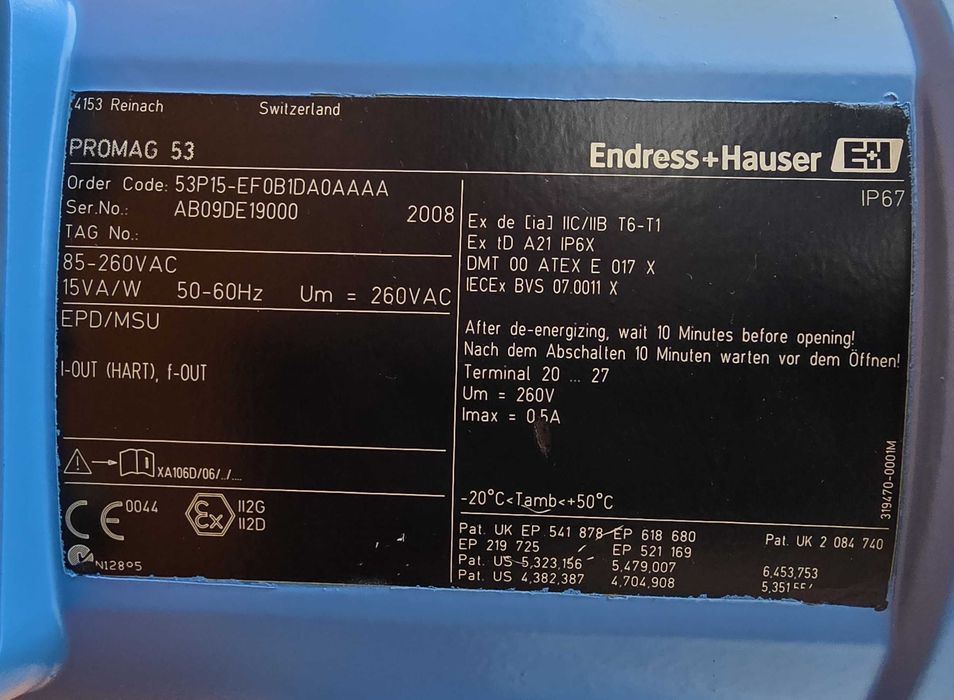 4153 Reinach Switzerland
PROMAG 53
Endress+Hauser E+H
Order Code: 53P15-EF0B1DA0AAAA
Ser.No.: AB09DE19000 2008
TAG No.:
85-260VAC
15VA/W 50-60Hz Um = 260VAC
EPD/MSU
I-OUT (HART), f-OUT
XA106D/06/../....
CE 0044 Ex II2G
II2D
N12895
IP67
Ex de [ia] IIC/IIB T6-T1
Ex tD A21 IP6X
DMT 00 ATEX E 017 X
IECEx BVS 07.0011 X
After de-energizing, wait 10 Minutes before opening!
Nach dem Abschalten 10 Minuten warten vor dem Öffnen!
Terminal 20 ... 27
Um = 260V
Imax = 0,5A
-20°C<Tamb<+50°C
319470-0001M
Pat. UK EP 541 878 EP 618 680 Pat. UK 2 084 740
EP 219 725 EP 521 169
Pat. US 5,323,156 5,479,007 6,453,753
Pat. US 4,382,387 4,704,908